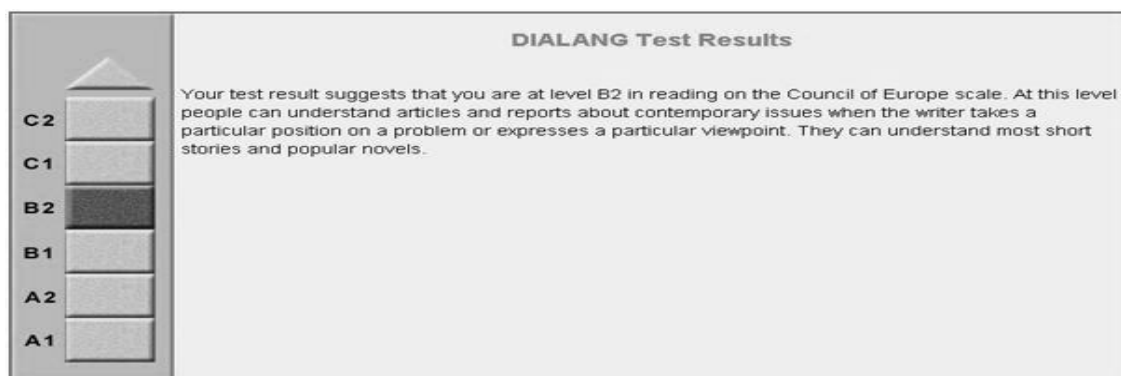 DIALANG Test Results
Your test result suggests that you are at level B2 in reading on the Council of Europe scale. At this level
people can understand articles and reports about contemporary issues when the writer takes a
particular position on a problem or expresses a particular viewpoint. They can understand most short
stories and popular novels.
C2
C1
B2
B1
A2
A1